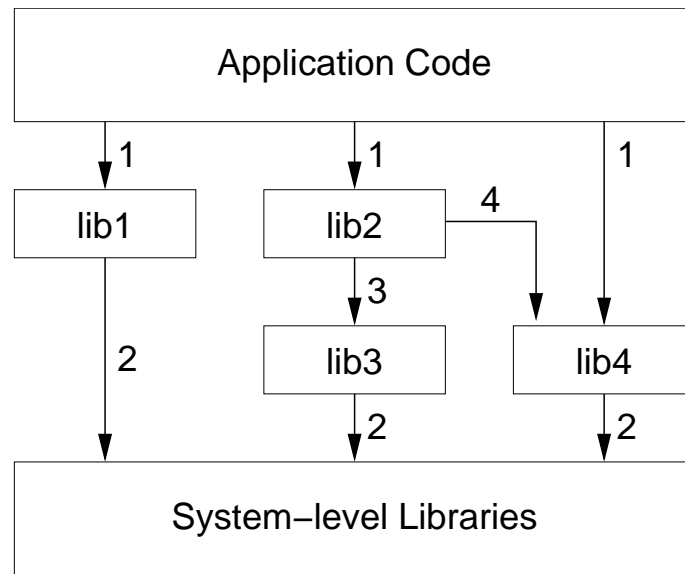 Application Code
1
1
1
lib1
lib2
4
3
2
lib3
lib4
2
2
System−level Libraries